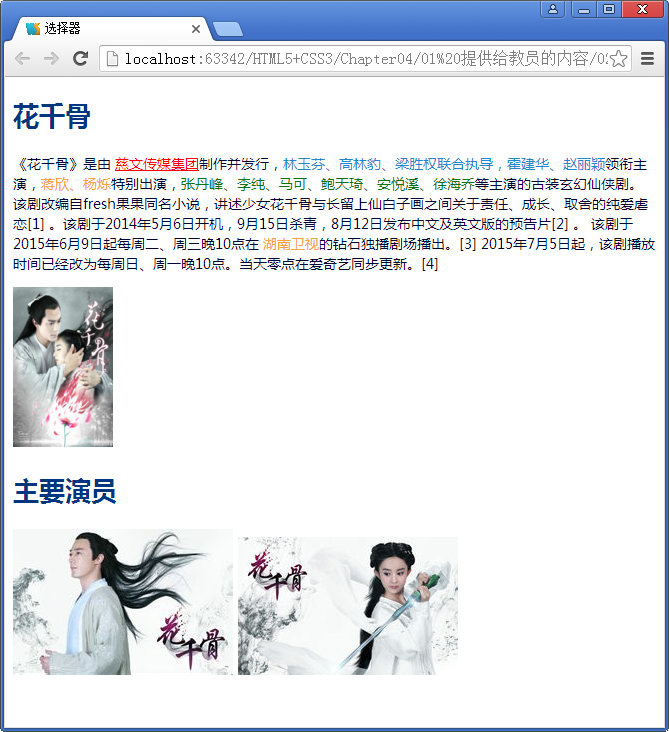 选择器
localhost:63342/HTML5+CSS3/Chapter04/01%20提供给教员的内容/02
花千骨
《花千骨》是由 慈文传媒集团制作并发行，林玉芬、高林豹、梁胜权联合执导，霍建华、赵丽颖领衔主
演，蒋欣、杨烁特别出演，张丹峰、李纯、马可、鲍天琦、安悦溪、徐海乔等主演的古装玄幻仙侠剧。
该剧改编自fresh果果同名小说，讲述少女花千骨与长留上仙白子画之间关于责任、成长、取舍的纯爱虐
恋[1] 。该剧于2014年5月6日开机，9月15日杀青，8月12日发布中文及英文版的预告片[2] 。 该剧于
2015年6月9日起每周二、周三晚10点在 湖南卫视的钻石独播剧场播出。[3] 2015年7月5日起，该剧播放
时间已经改为每周日、周一晚10点。当天零点在爱奇艺同步更新。[4]
花千骨
主要演员
花千骨
花千骨